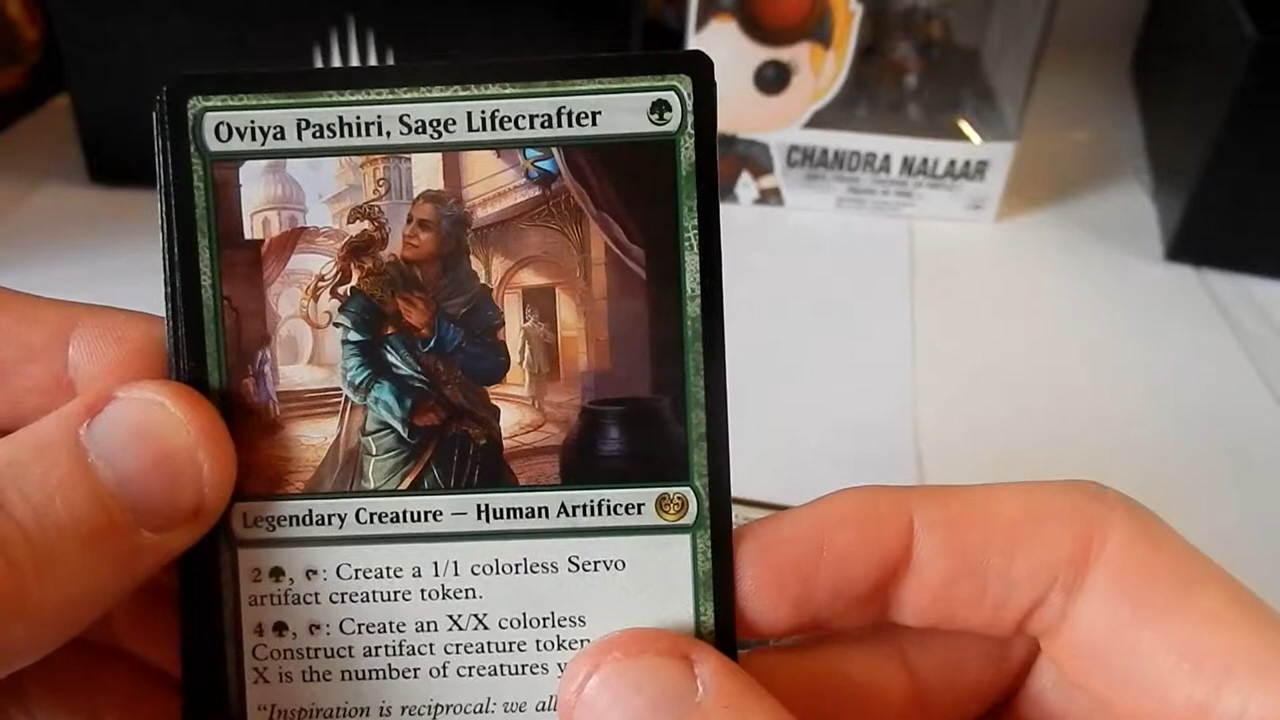 Oviya Pashiri, Sage Lifecrafter
CHANDRA NALAAR
Legendary Creature — Human Artificer
2 , : Create a 1/1 colorless Servo
artifact creature token.
4 , : Create an X/X colorless
Construct artifact creature token
X is the number of creatures
“Inspiration is reciprocal: we all